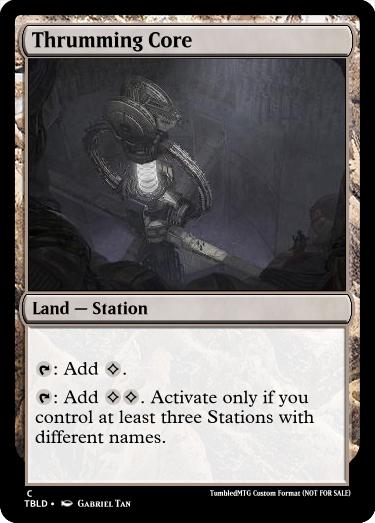 Thrumming Core
Land — Station
: Add .
: Add . Activate only if you
control at least three Stations with
different names.
C
TBLD • Gabriel Tan
TumbledMTG Custom Format (NOT FOR SALE)